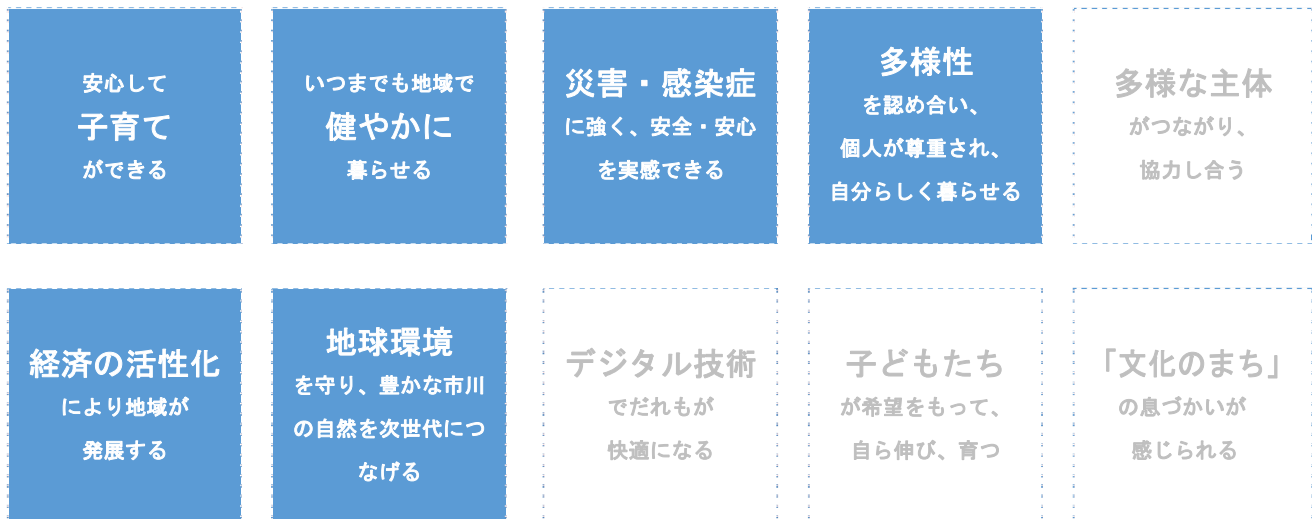 安心して
子育て
ができる
いつまでも地域で
健やかに
暮らせる
災害・感染症
に強く、安全・安心
を実感できる
多様性
を認め合い、
個人が尊重され、
自分らしく暮らせる
多様な主体
がつながり、
協力し合う
経済の活性化
により地域が
発展する
地球環境
を守り、豊かな市川
の自然を次世代につ
なげる
デジタル技術
でだれもが
快適になる
子どもたち
が希望をもって、
自ら伸び、育つ
「文化のまち」
の息づかいが
感じられる